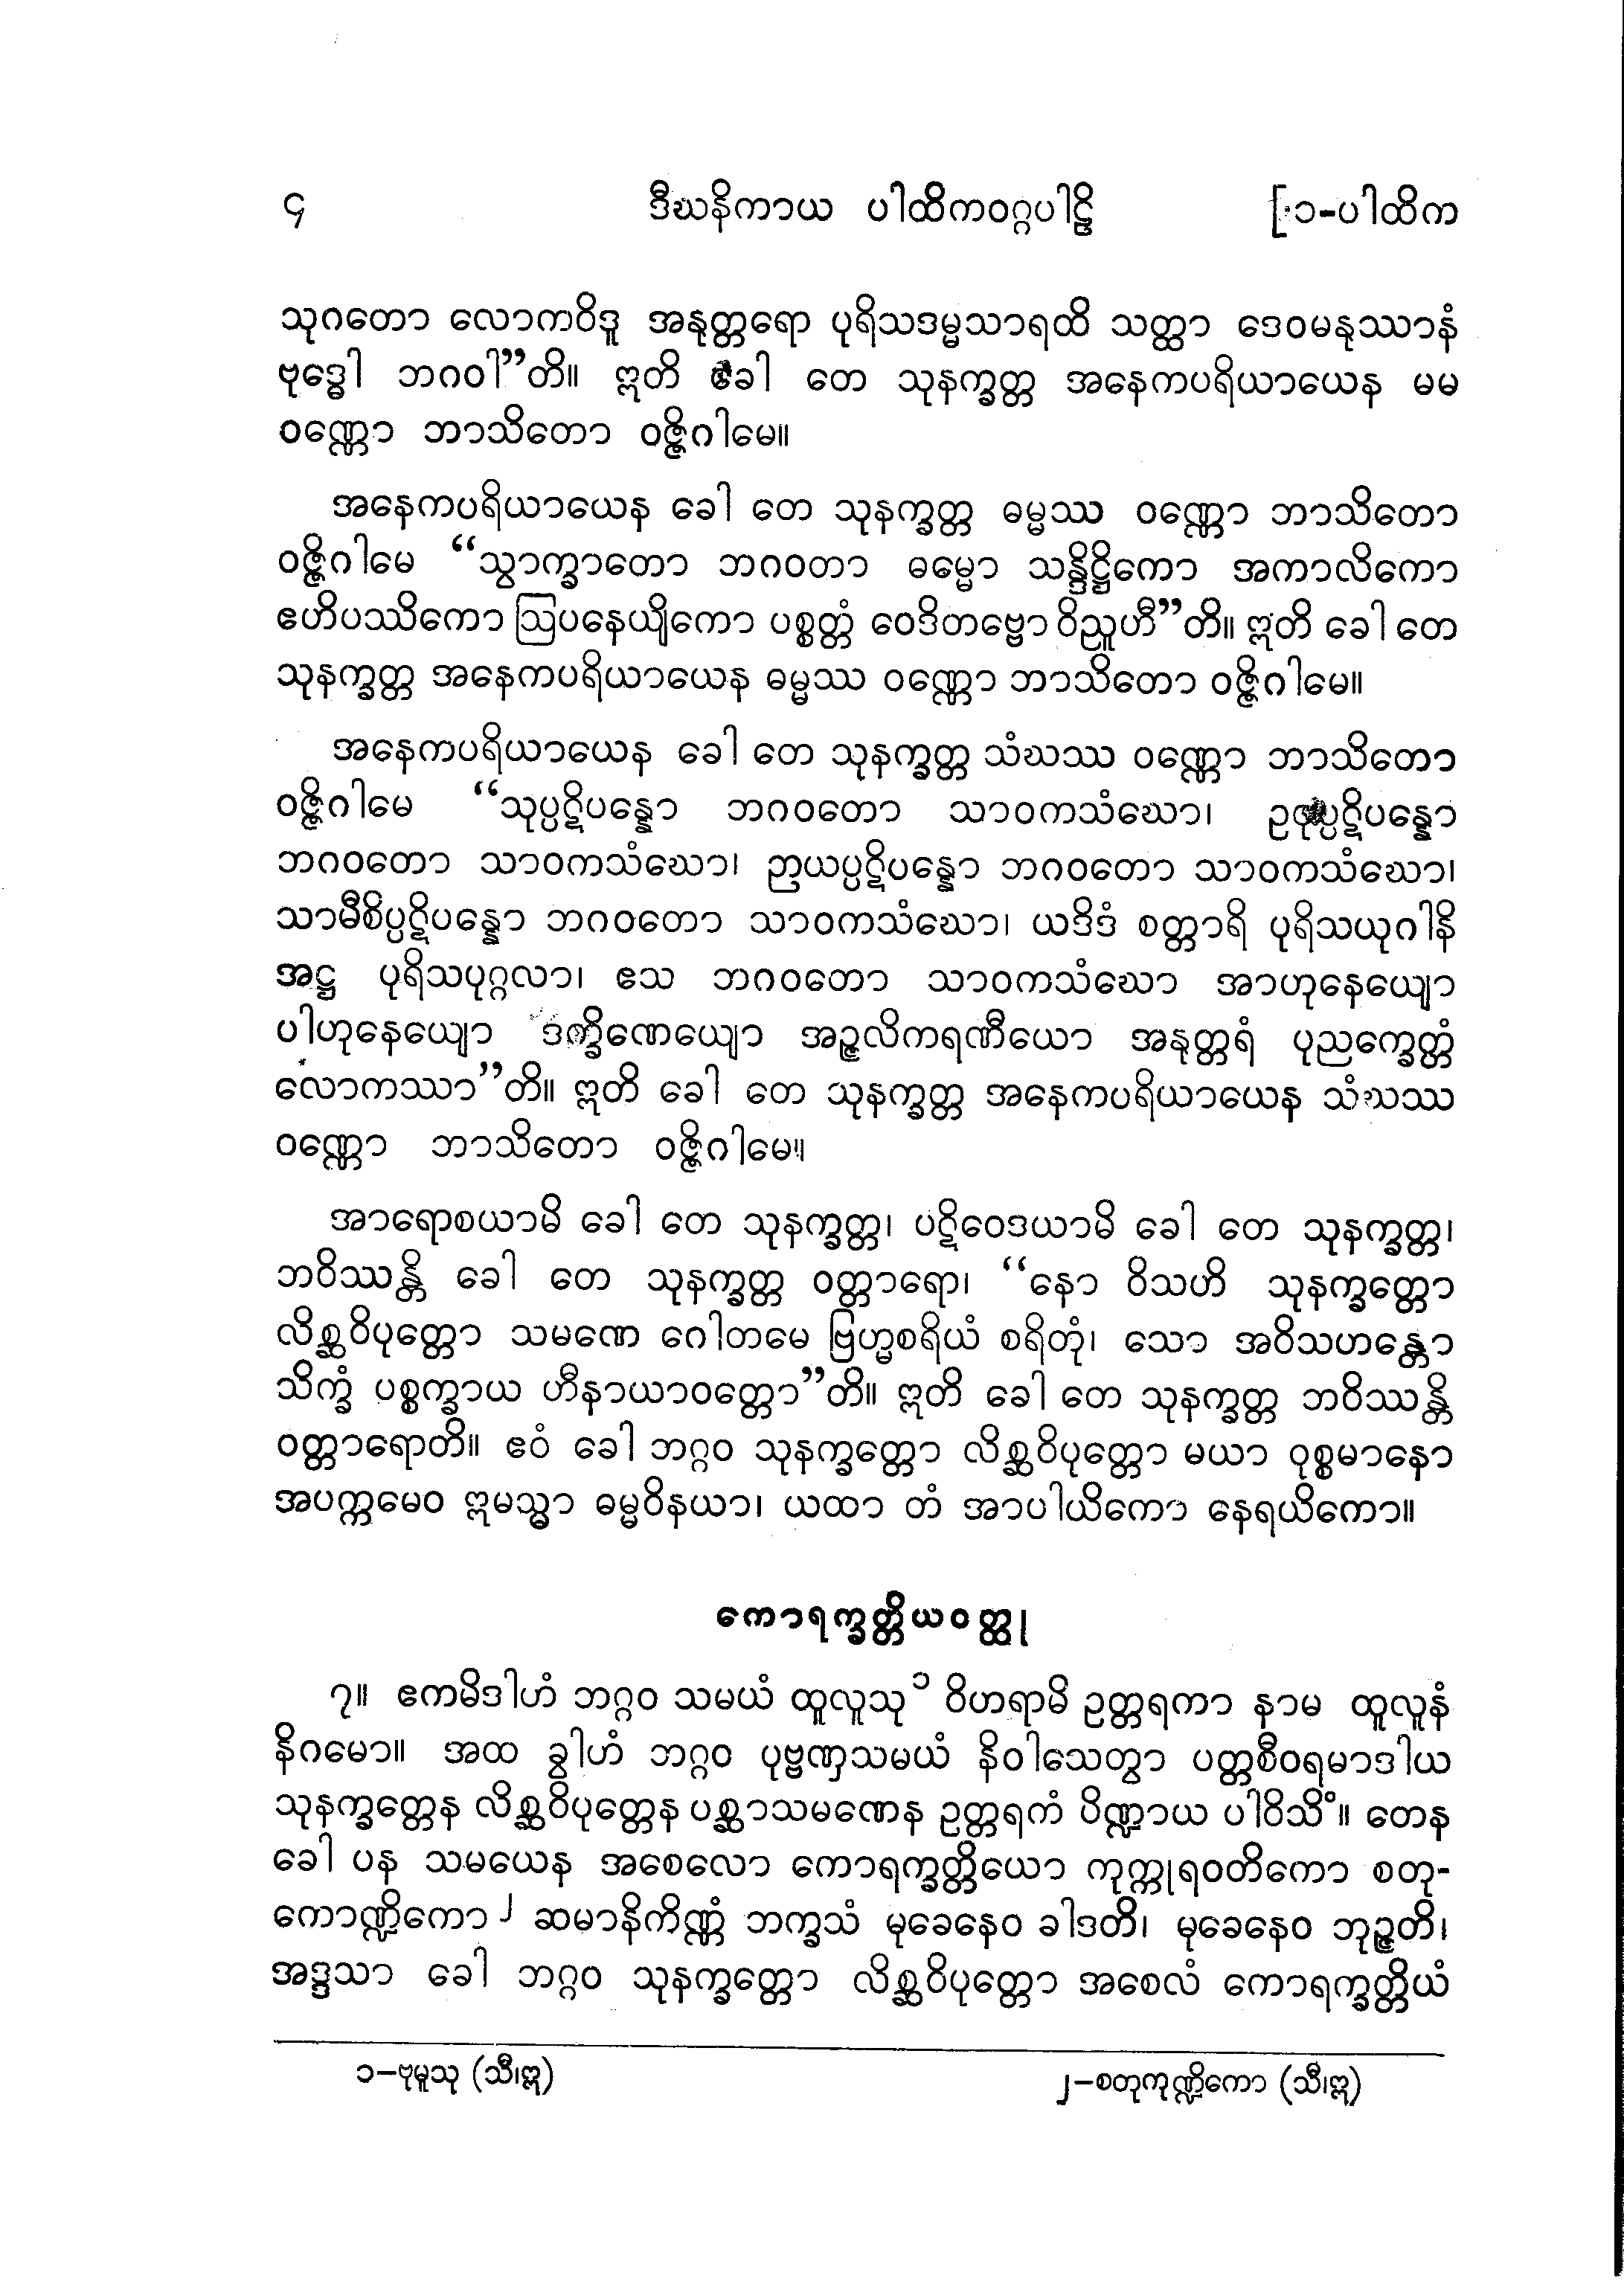 ၄ ဒီဃနိကာယ ပါထိကဝဂ္ဂပါဠိ [၁-ပါထိက
သုဂတော လောကဝိဒူ အနုတ္တရော ပုရိသဒမ္မသာရထိ သတ္ထာ ဒေဝမနုဿာနံ
ဗုဒ္ဓေါ ဘဂဝါ”တိ။ ဣတိ ခေါ တေ သုနက္ခတ္တ အနေကပရိယာယေန မမ
ဝဏ္ဏော ဘာသိတော ဝဇ္ဇိဂါမေ။
အနေကပရိယာယေန ခေါ တေ သုနက္ခတ္တ ဓမ္မဿ ဝဏ္ဏော ဘာသိတော
ဝဇ္ဇိဂါမေ “သွာက္ခာတော ဘဂဝတာ ဓမ္မော သန္ဒိဋ္ဌိကော အကာလိကော
ဧဟိပဿိကော ဩပနေယျိကော ပစ္စတ္တံ ဝေဒိတဗ္ဗော ဝိညူဟီ”တိ။ ဣတိ ခေါ တေ
သုနက္ခတ္တ အနေကပရိယာယေန ဓမ္မဿ ဝဏ္ဏော ဘာသိတော ဝဇ္ဇိဂါမေ။
အနေကပရိယာယေန ခေါ တေ သုနက္ခတ္တ သံဃဿ ဝဏ္ဏော ဘာသိတော
ဝဇ္ဇိဂါမေ “သုပ္ပဋိပန္နော ဘဂဝတော သာဝကသံဃော၊ ဥဇုပ္ပဋိပန္နော
ဘဂဝတော သာဝကသံဃော၊ ဉာယပ္ပဋိပန္နော ဘဂဝတော သာဝကသံဃော၊
သာမီစိပ္ပဋိပန္နော ဘဂဝတော သာဝကသံဃော၊ ယဒိဒံ စတ္တာရိ ပုရိသယုဂါနိ
အဋ္ဌ ပုရိသပုဂ္ဂလာ၊ ဧသ ဘဂဝတော သာဝကသံဃော အာဟုနေယျော
ပါဟုနေယျော ဒက္ခိဏေယျော အဉ္ဇလိကရဏီယော အနုတ္တရံ ပုညက္ခေတ္တံ
လောကဿာ”တိ။ ဣတိ ခေါ တေ သုနက္ခတ္တ အနေကပရိယာယေန သံဃဿ
ဝဏ္ဏော ဘာသိတော ဝဇ္ဇိဂါမေ။
အာရောစယာမိ ခေါ တေ သုနက္ခတ္တ၊ ပဋိဝေဒယာမိ ခေါ တေ သုနက္ခတ္တ၊
ဘဝိဿန္တိ ခေါ တေ သုနက္ခတ္တ ဝတ္တာရော၊ “နော ဝိသဟိ သုနက္ခတ္တော
လိစ္ဆဝိပုတ္တော သမဏေ ဂေါတမေ ဗြဟ္မစရိယံ စရိတုံ၊ သော အဝိသဟန္တော
သိက္ခံ ပစ္စက္ခာယ ဟီနာယာဝတ္တော”တိ။ ဣတိ ခေါ တေ သုနက္ခတ္တ ဘဝိဿန္တိ
ဝတ္တာရောတိ။ ဧဝံ ခေါ ဘဂ္ဂဝ သုနက္ခတ္တော လိစ္ဆဝိပုတ္တော မယာ ဝုစ္စမာနော
အပက္ကမေဝ ဣမသ္မာ ဓမ္မဝိနယာ၊ ယထာ တံ အာပါယိကော နေရယိကော။
ကောရက္ခတ္တိယဝတ္ထု
၇။ ဧကမိဒါဟံ ဘဂ္ဂဝ သမယံ ထူလူသု ၁ ဝိဟရာမိ ဥတ္တရကာ နာမ ထူလူနံ
နိဂမော။ အထ ခွါဟံ ဘဂ္ဂဝ ပုဗ္ဗဏှသမယံ နိဝါသေတွာ ပတ္တစီဝရမာဒါယ
သုနက္ခတ္တေန လိစ္ဆဝိပုတ္တေန ပစ္ဆာသမဏေန ဥတ္တရကံ ပိဏ္ဍာယ ပါဝိသိံ။ တေန
ခေါ ပန သမယေန အစေလော ကောရက္ခတ္တိယော ကုက္ကုရဝတိကော စတု-
ကောဏ္ဍိကော ၂ ဆမာနိကိဏ္ဏံ ဘက္ခသံ မုခေနေဝ ခါဒတိ၊ မုခေနေဝ ဘုဉ္ဇတိ၊
အဒ္ဒသာ ခေါ ဘဂ္ဂဝ သုနက္ခတ္တော လိစ္ဆဝိပုတ္တော အစေလံ ကောရက္ခတ္တိယံ
၁–ဗုမူသု (သီ၊ဣ) ၂–စတုကုဏ္ဍိကော (သီ၊ဣ)